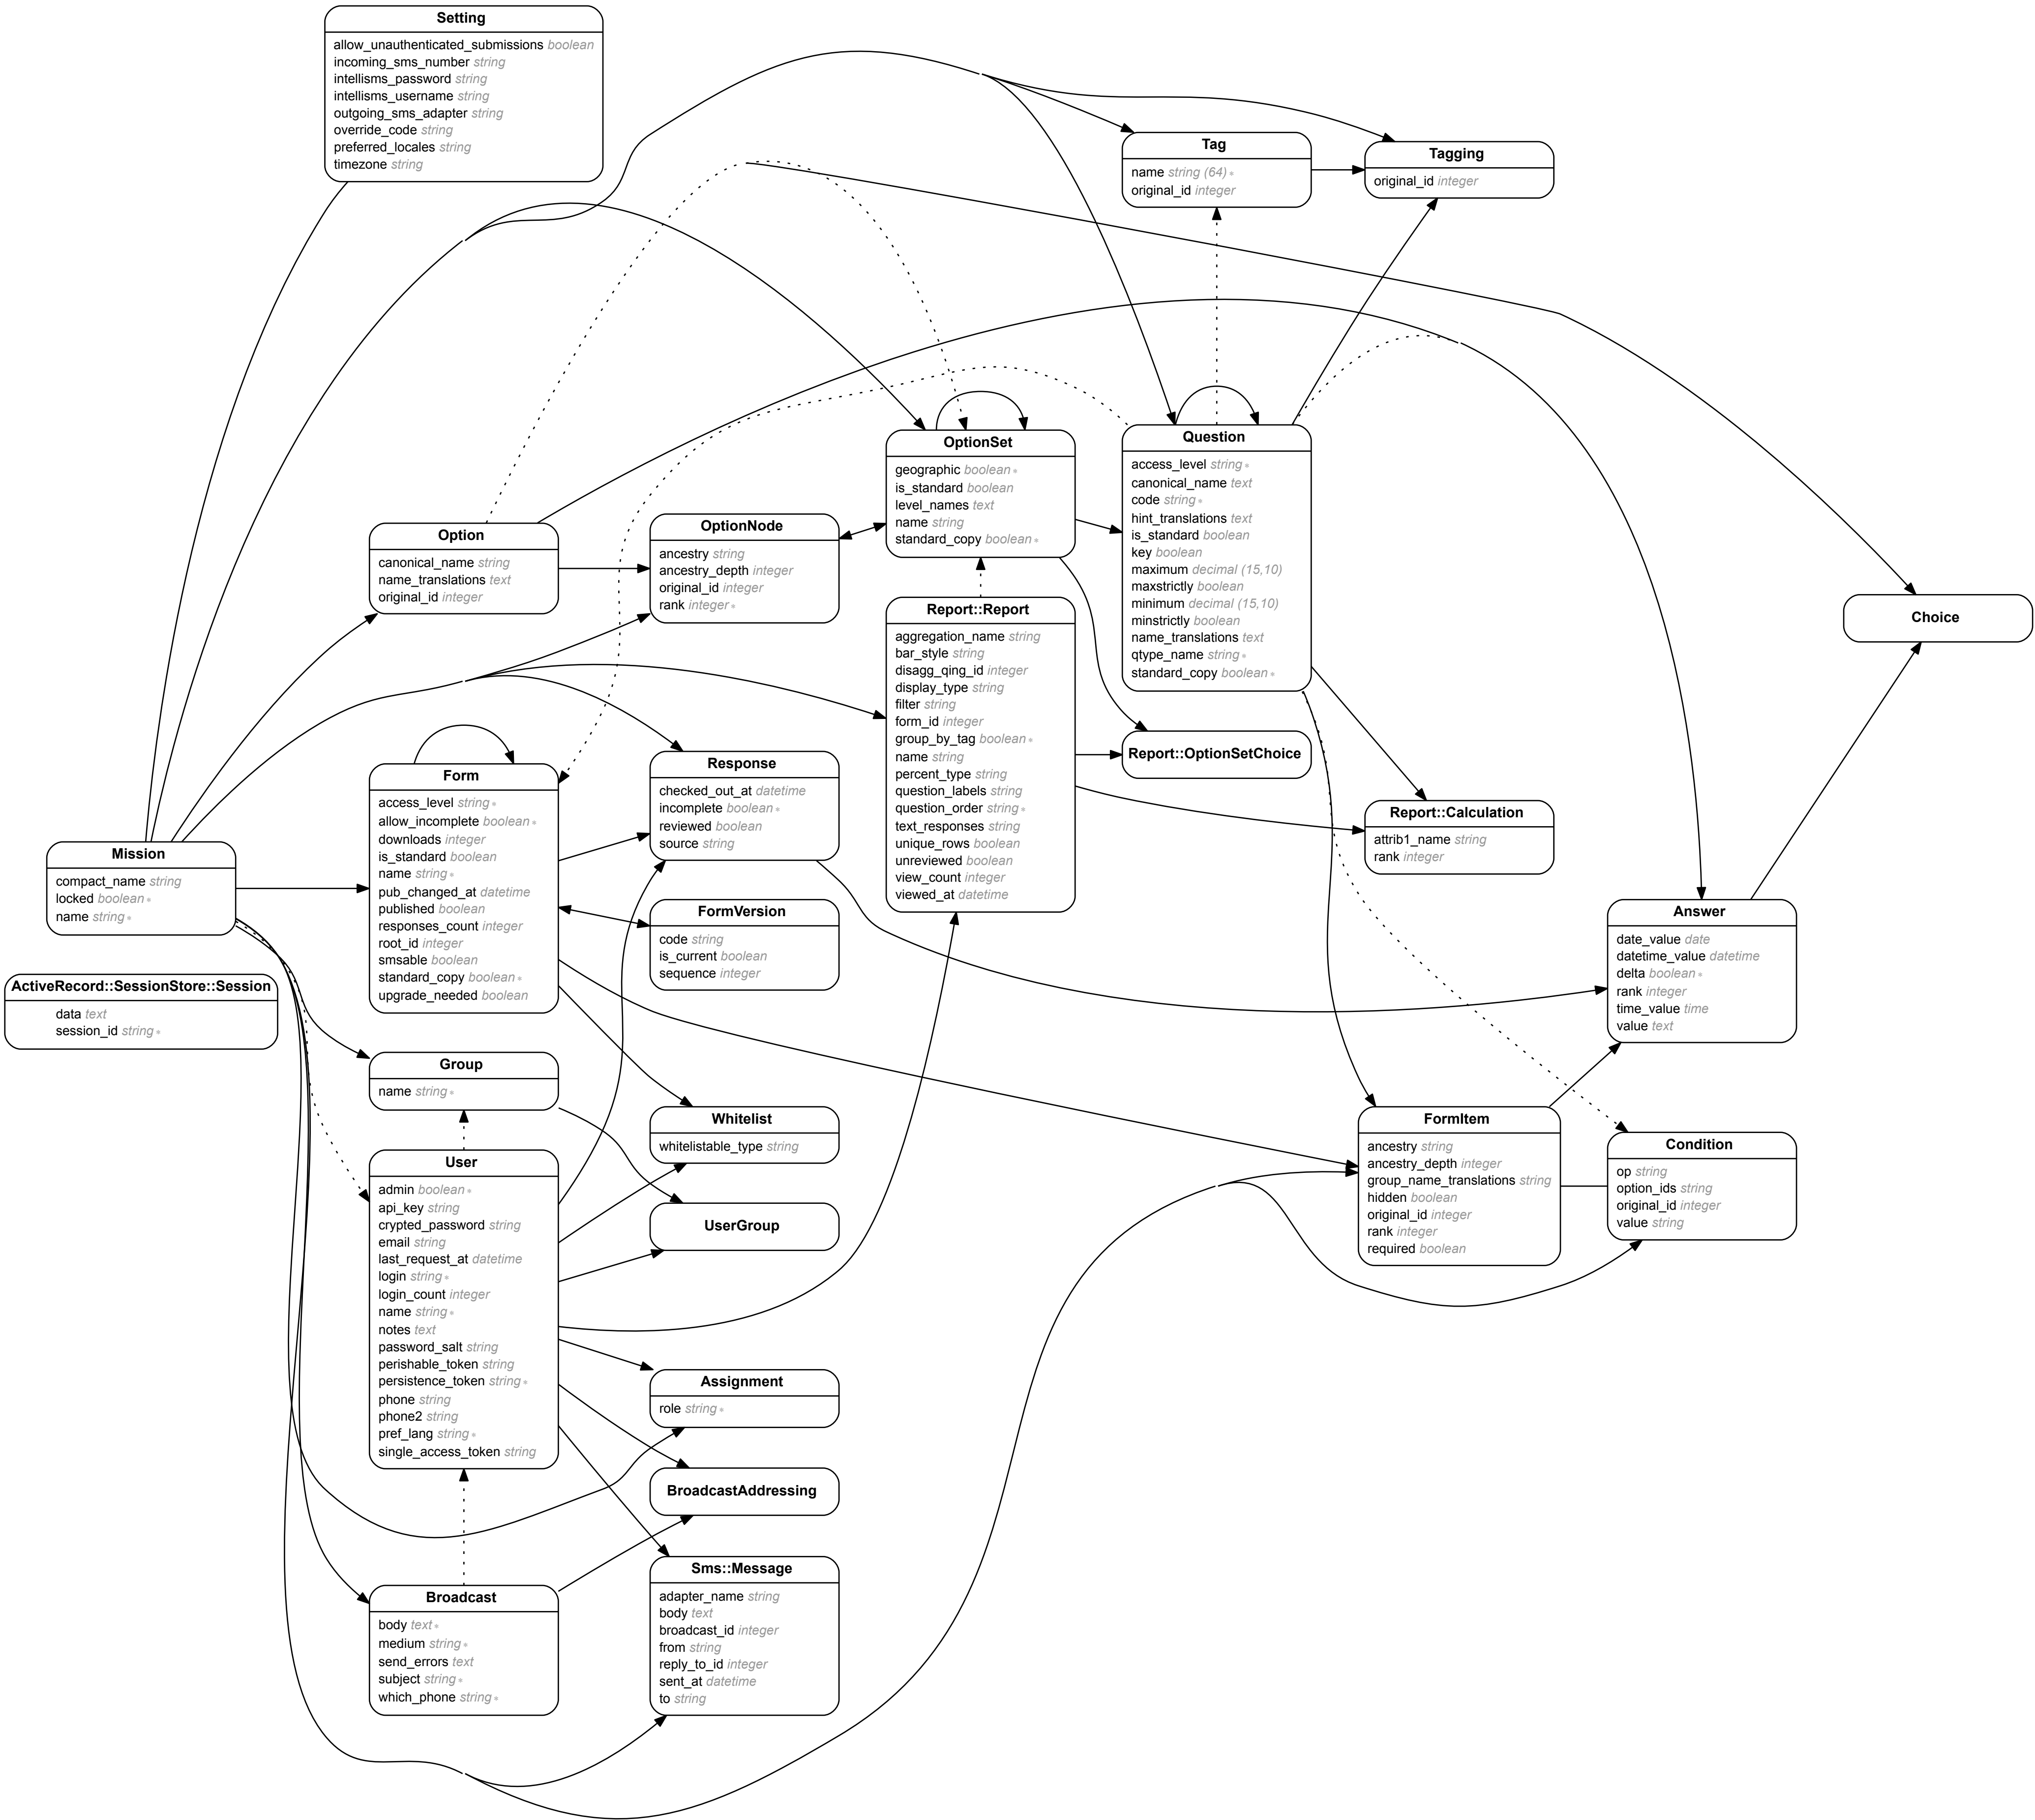 Setting
allow_unauthenticated_submissions boolean
incoming_sms_number string
intellisms_password string
intellisms_username string
outgoing_sms_adapter string
override_code string
preferred_locales string
timezone string
Tag
name string (64) ∗
original_id integer
Tagging
original_id integer
Option
canonical_name string
name_translations text
original_id integer
OptionNode
ancestry string
ancestry_depth integer
original_id integer
rank integer ∗
OptionSet
geographic boolean ∗
is_standard boolean
level_names text
name string
standard_copy boolean ∗
Question
access_level string ∗
canonical_name text
code string ∗
hint_translations text
is_standard boolean
key boolean
maximum decimal (15,10)
maxstrictly boolean
minimum decimal (15,10)
minstrictly boolean
name_translations text
qtype_name string ∗
standard_copy boolean ∗
Choice
Report::Report
aggregation_name string
bar_style string
disagg_qing_id integer
display_type string
filter string
form_id integer
group_by_tag boolean ∗
name string
percent_type string
question_labels string
question_order string ∗
text_responses string
unique_rows boolean
unreviewed boolean
view_count integer
viewed_at datetime
Report::OptionSetChoice
Report::Calculation
attrib1_name string
rank integer
Mission
compact_name string
locked boolean ∗
name string ∗
ActiveRecord::SessionStore::Session
data text
session_id string ∗
Form
access_level string ∗
allow_incomplete boolean ∗
downloads integer
is_standard boolean
name string ∗
pub_changed_at datetime
published boolean
responses_count integer
root_id integer
smsable boolean
standard_copy boolean ∗
upgrade_needed boolean
Response
checked_out_at datetime
incomplete boolean ∗
reviewed boolean
source string
FormVersion
code string
is_current boolean
sequence integer
Answer
date_value date
datetime_value datetime
delta boolean ∗
rank integer
time_value time
value text
Group
name string ∗
Whitelist
whitelistable_type string
UserGroup
FormItem
ancestry string
ancestry_depth integer
group_name_translations string
hidden boolean
original_id integer
rank integer
required boolean
Condition
op string
option_ids string
original_id integer
value string
User
admin boolean ∗
api_key string
crypted_password string
email string
last_request_at datetime
login string ∗
login_count integer
name string ∗
notes text
password_salt string
perishable_token string
persistence_token string ∗
phone string
phone2 string
pref_lang string ∗
single_access_token string
Assignment
role string ∗
BroadcastAddressing
Broadcast
body text ∗
medium string ∗
send_errors text
subject string ∗
which_phone string ∗
Sms::Message
adapter_name string
body text
broadcast_id integer
from string
reply_to_id integer
sent_at datetime
to string